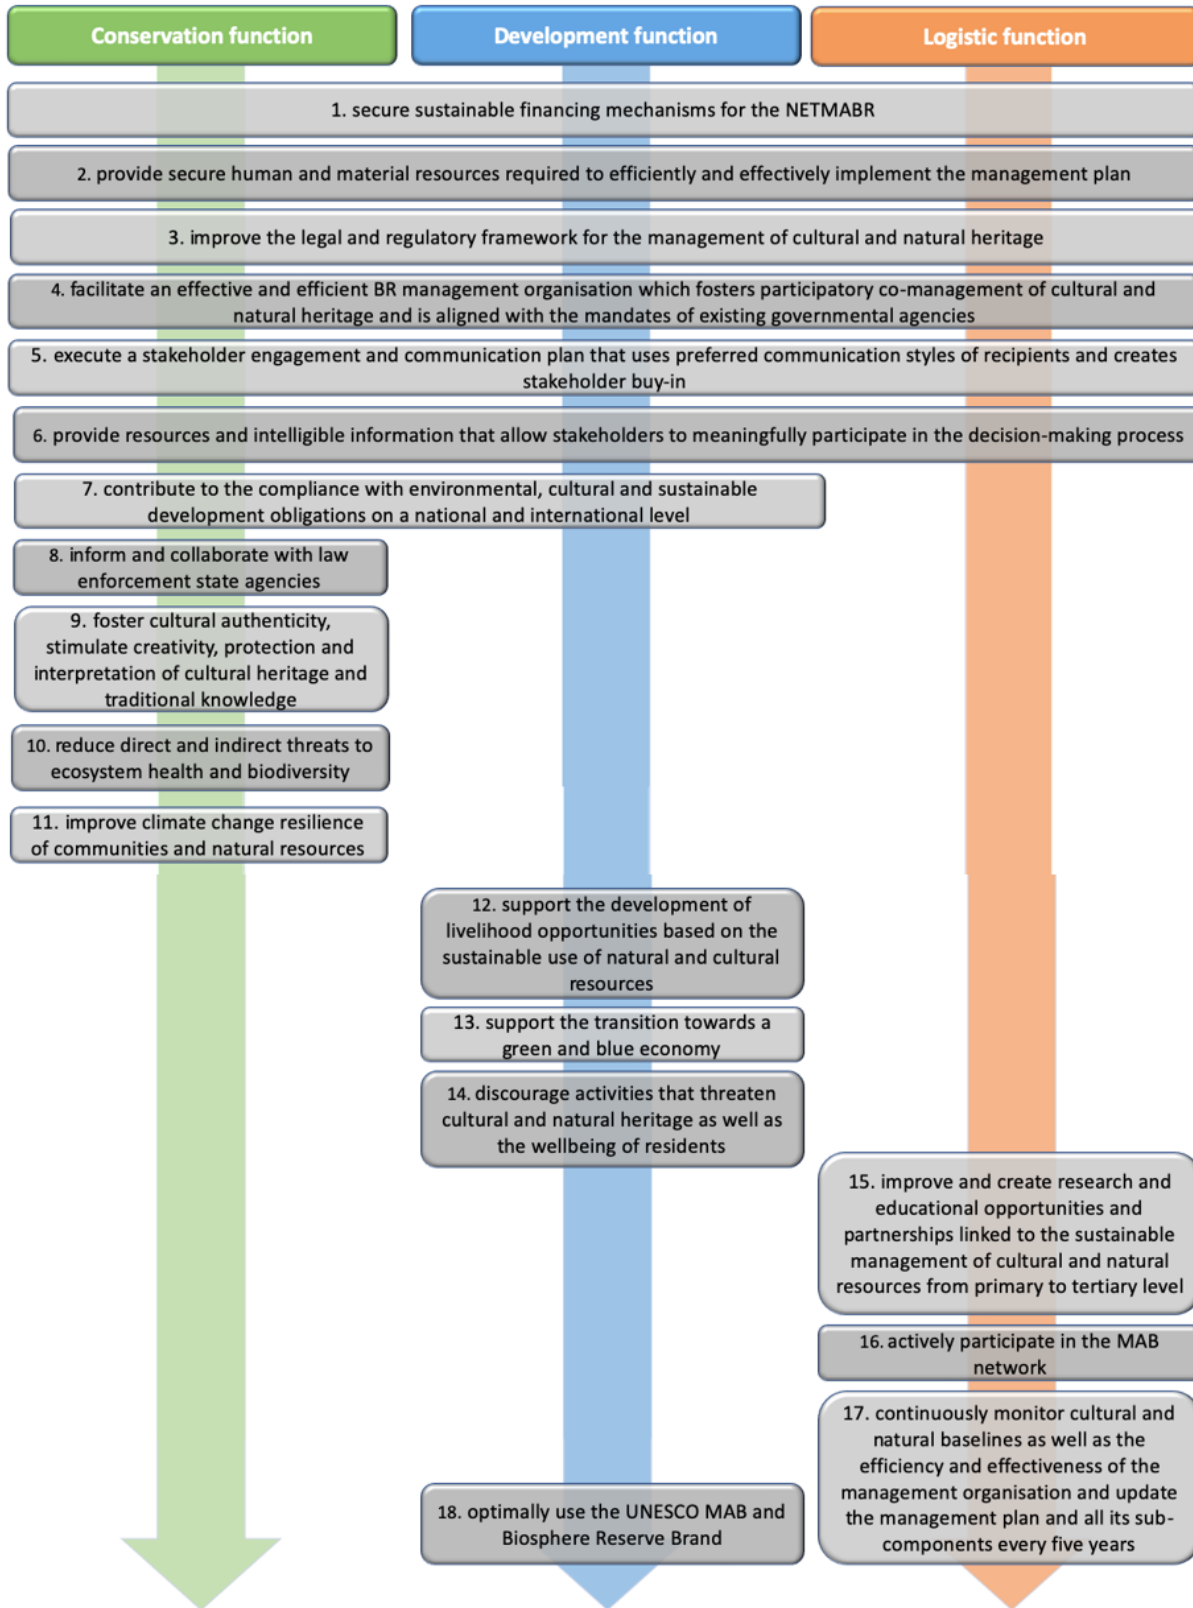 Conservation function
Development function
Logistic function
1. secure sustainable financing mechanisms for the NETMABR
2. provide secure human and material resources required to efficiently and effectively implement the management plan
3. improve the legal and regulatory framework for the management of cultural and natural heritage
4. facilitate an effective and efficient BR management organisation which fosters participatory co-management of cultural and
natural heritage and is aligned with the mandates of existing governmental agencies
5. execute a stakeholder engagement and communication plan that uses preferred communication styles of recipients and creates
stakeholder buy-in
6. provide resources and intelligible information that allow stakeholders to meaningfully participate in the decision-making process
7. contribute to the compliance with environmental, cultural and sustainable
development obligations on a national and international level
8. inform and collaborate with law
enforcement state agencies
9. foster cultural authenticity,
stimulate creativity, protection and
interpretation of cultural heritage and
traditional knowledge
10. reduce direct and indirect threats to
ecosystem health and biodiversity
11. improve climate change resilience
of communities and natural resources
12. support the development of
livelihood opportunities based on the
sustainable use of natural and cultural
resources
13. support the transition towards a
green and blue economy
14. discourage activities that threaten
cultural and natural heritage as well as
the wellbeing of residents
15. improve and create research and
educational opportunities and
partnerships linked to the sustainable
management of cultural and natural
resources from primary to tertiary level
16. actively participate in the MAB
network
17. continuously monitor cultural and
natural baselines as well as the
efficiency and effectiveness of the
management organisation and update
the management plan and all its sub-
components every five years
18. optimally use the UNESCO MAB and
Biosphere Reserve Brand